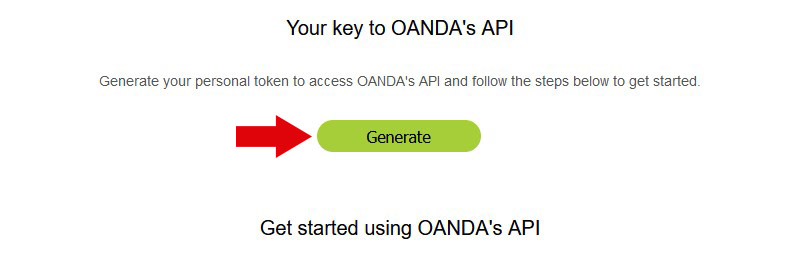 Your key to OANDA's API
Generate your personal token to access OANDA's API and follow the steps below to get started.
Generate
Get started using OANDA's API